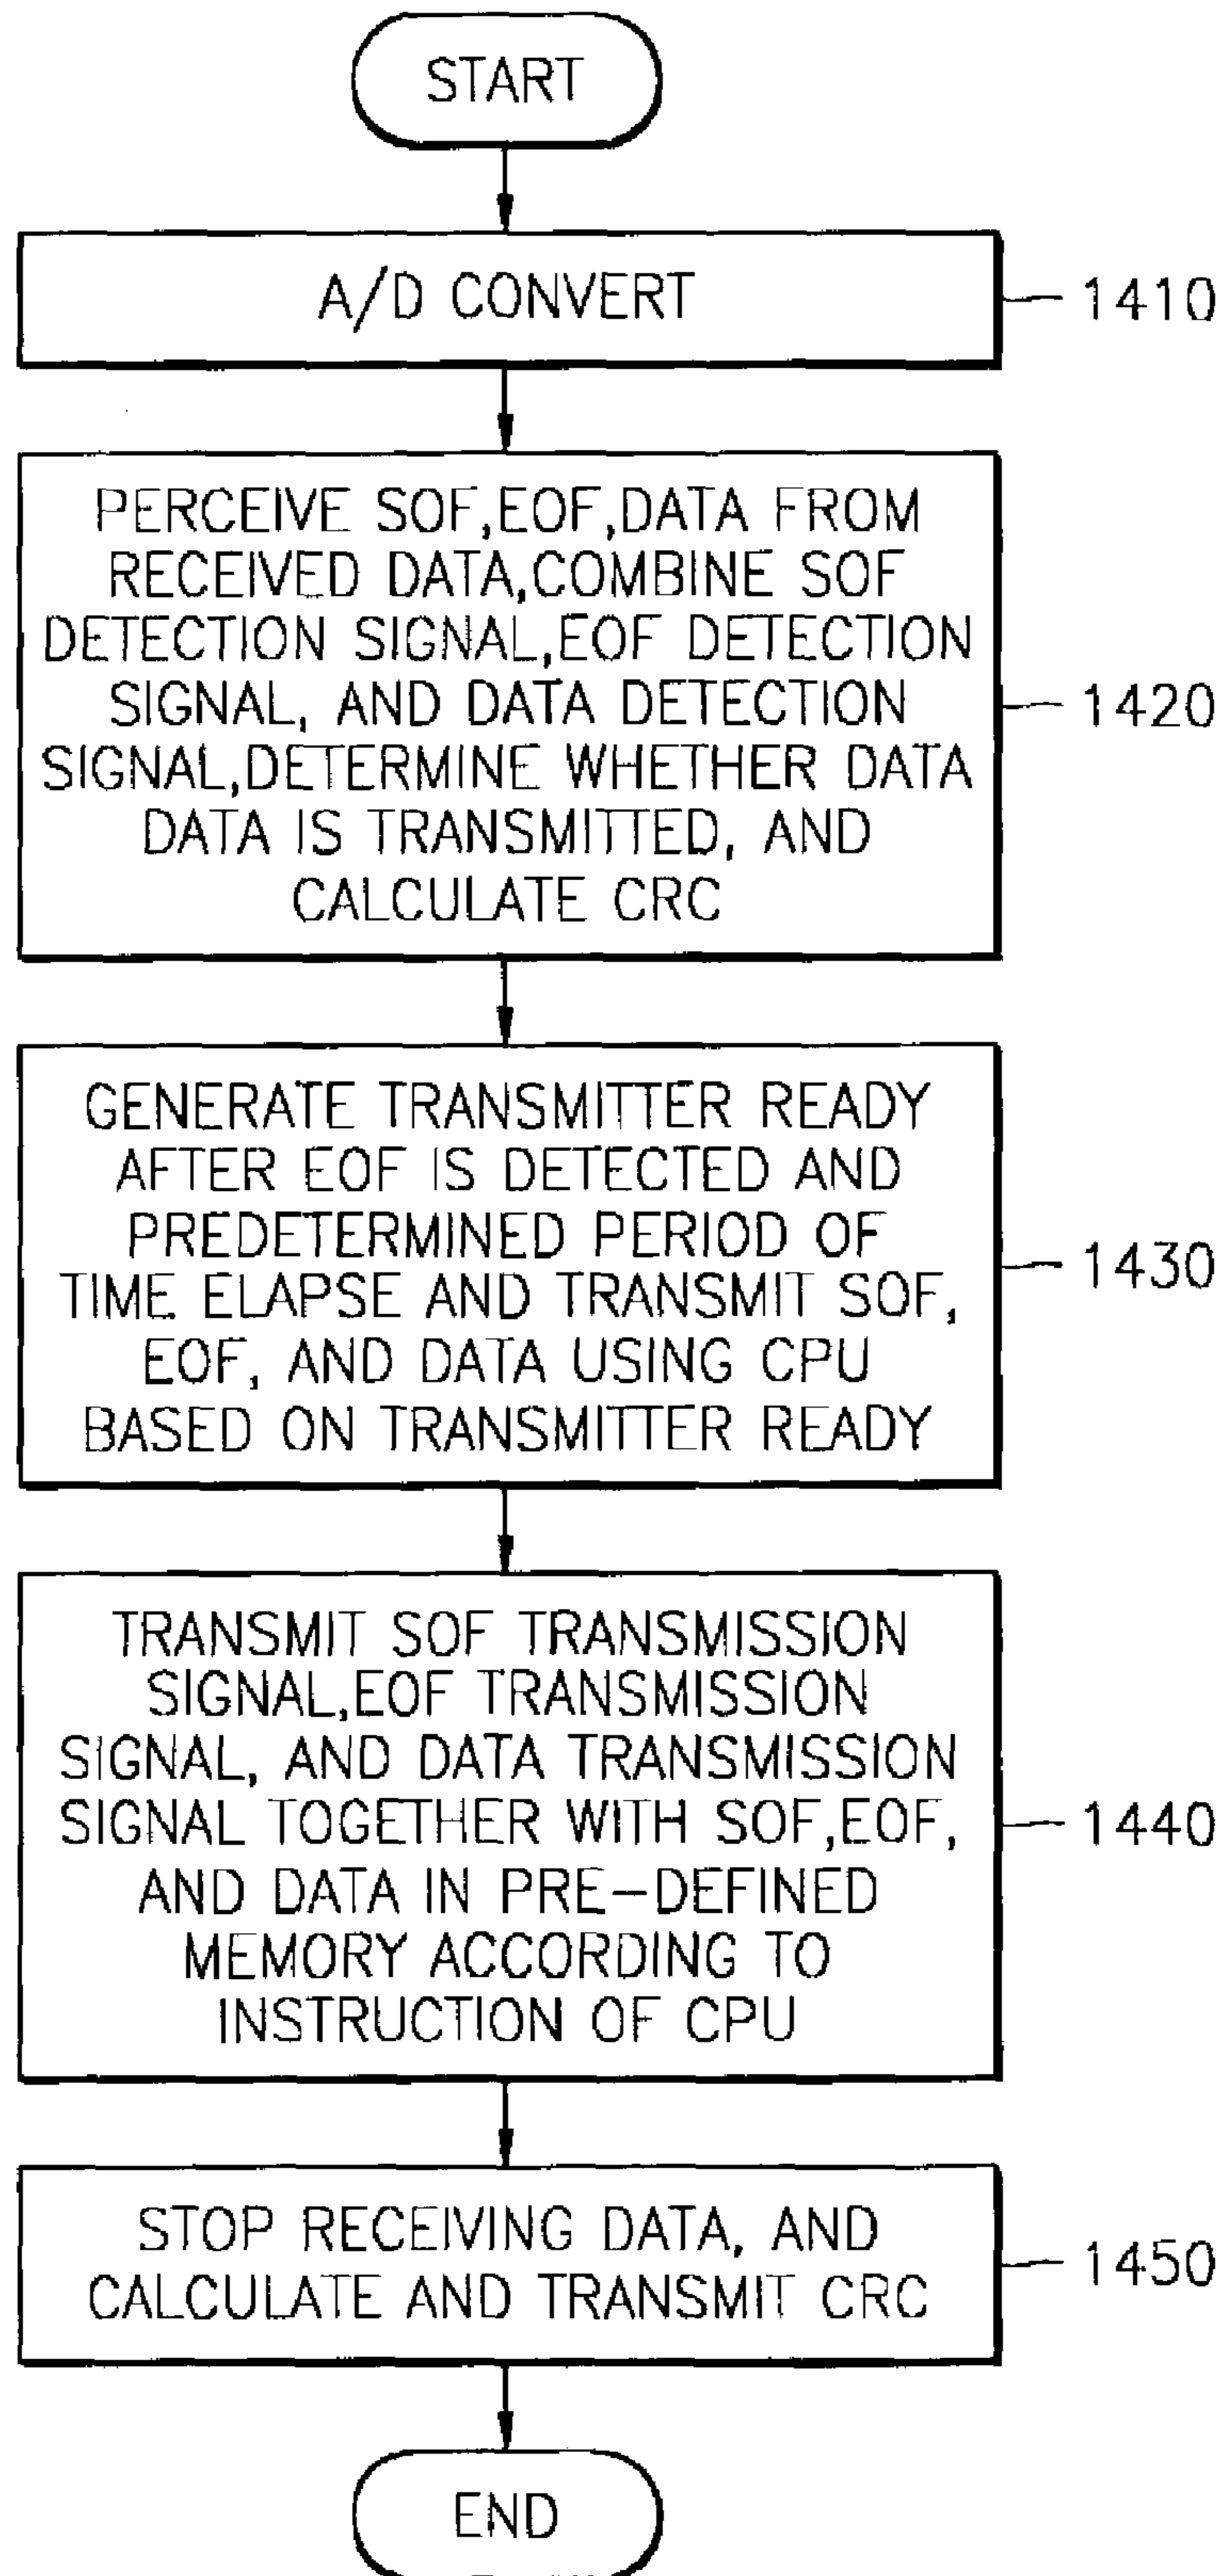 START
A/D CONVERT
1410
PERCEIVE SOF,EOF,DATA FROM
RECEIVED DATA,COMBINE SOF
DETECTION SIGNAL,EOF DETECTION
SIGNAL, AND DATA DETECTION
SIGNAL,DETERMINE WHETHER DATA
DATA IS TRANSMITTED, AND
CALCULATE CRC
1420
GENERATE TRANSMITTER READY
AFTER EOF IS DETECTED AND
PREDETERMINED PERIOD OF
TIME ELAPSE AND TRANSMIT SOF,
EOF, AND DATA USING CPU
BASED ON TRANSMITTER READY
1430
TRANSMIT SOF TRANSMISSION
SIGNAL,EOF TRANSMISSION
SIGNAL, AND DATA TRANSMISSION
SIGNAL TOGETHER WITH SOF,EOF,
AND DATA IN PRE-DEFINED
MEMORY ACCORDING TO
INSTRUCTION OF CPU
1440
STOP RECEIVING DATA, AND
CALCULATE AND TRANSMIT CRC
1450
END